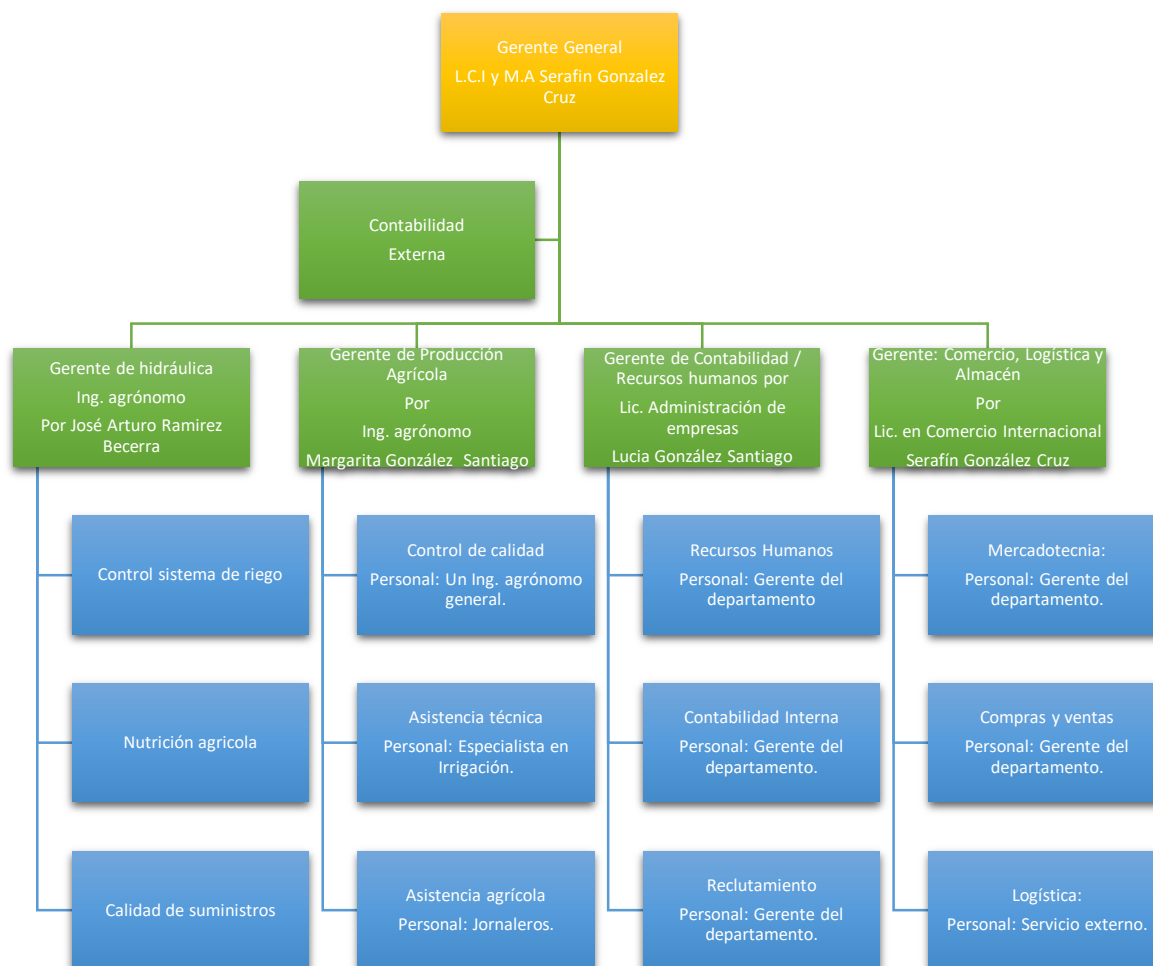 Gerente General
L.C.I y M.A Serafin Gonzalez
Cruz
Contabilidad
Externa
Gerente de hidráulica
Ing. agrónomo
Por José Arturo Ramirez
Becerra
Gerente de Producción
Agrícola
Por
Ing. agrónomo
Margarita González  Santiago
Gerente de Contabilidad /
Recursos humanos por
Lic. Administración de
empresas
Lucia González Santiago
Gerente: Comercio, Logística y
Almacén
Por
Lic. en Comercio Internacional
Serafín González Cruz
Control sistema de riego
Control de calidad
Personal: Un Ing. agrónomo
general.
Recursos Humanos
Personal: Gerente del
departamento
Mercadotecnia:
Personal: Gerente del
departamento.
Nutrición agricola
Asistencia técnica
Personal: Especialista en
Irrigación.
Contabilidad Interna
Personal: Gerente del
departamento.
Compras y ventas
Personal: Gerente del
departamento.
Calidad de suministros
Asistencia agrícola
Personal: Jornaleros.
Reclutamiento
Personal: Gerente del
departamento.
Logística:
Personal: Servicio externo.